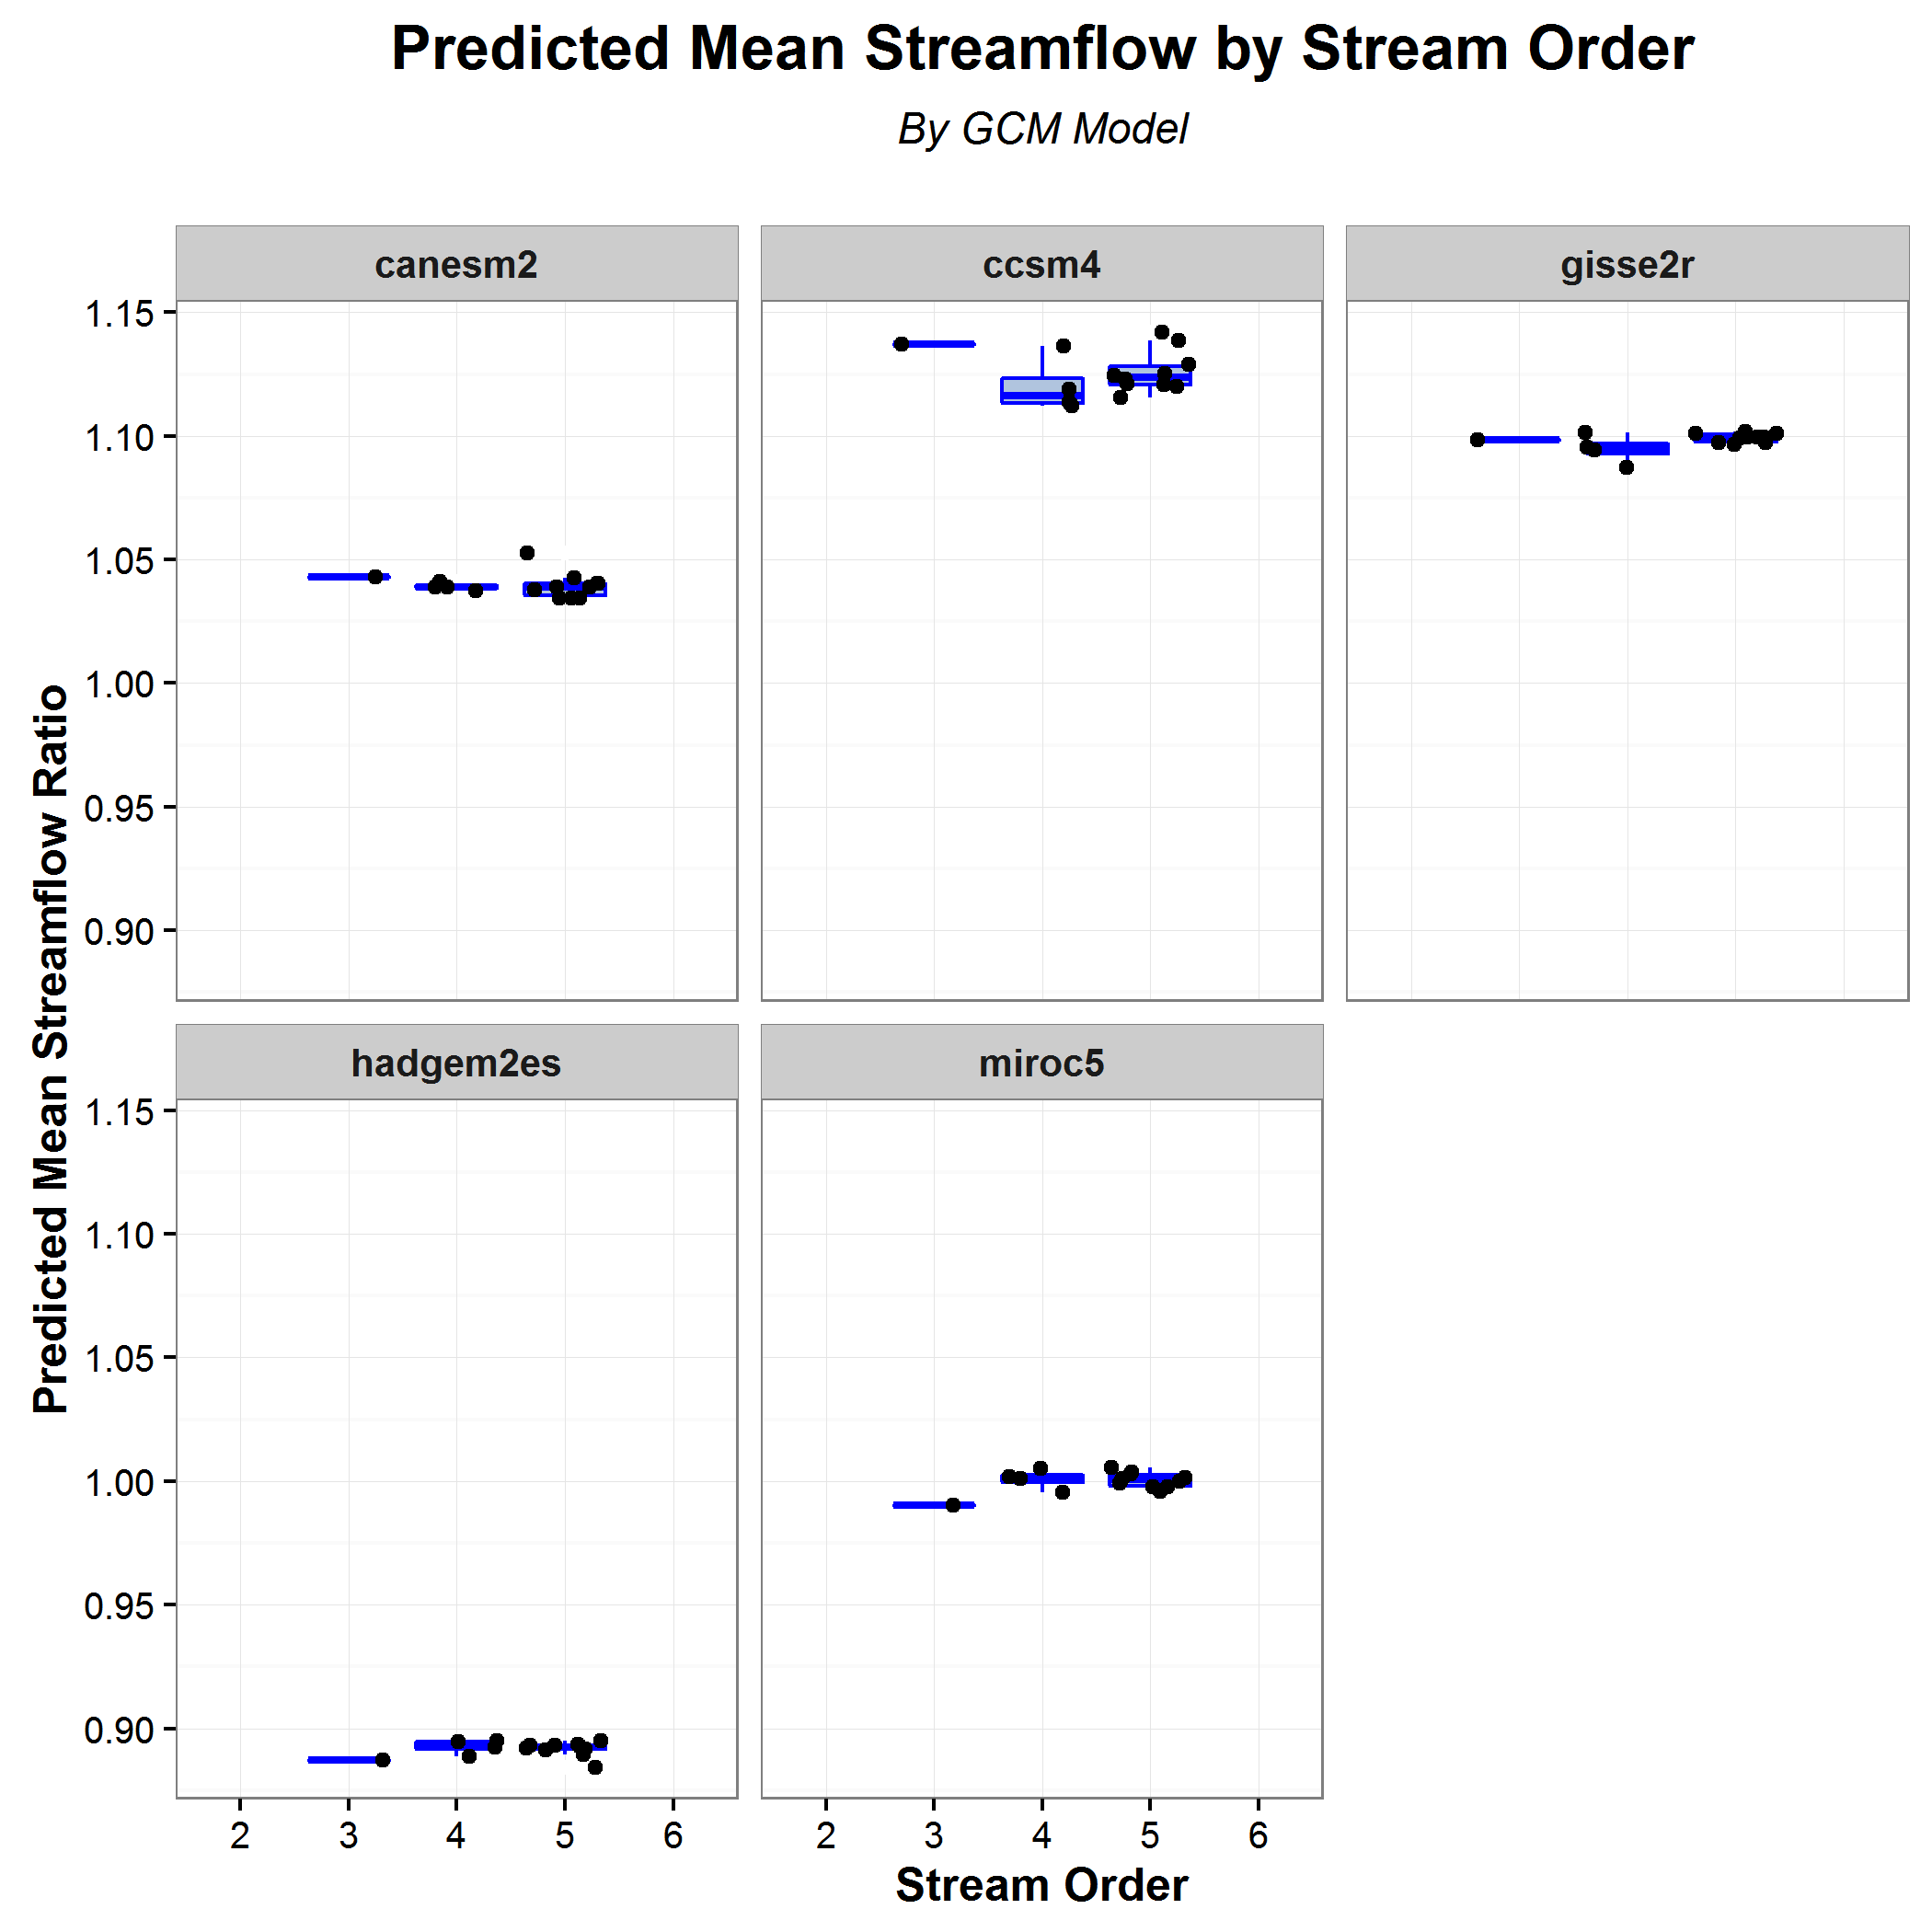 Predicted Mean Streamflow by Stream Order
By GCM Model
canesm2
ccsm4
gisse2r
1.15
1.10
1.05
1.00
0.95
0.90
Predicted Mean Streamflow Ratio
hadgem2es
miroc5
1.15
1.10
1.05
1.00
0.95
0.90
2 3 4 5 6
2 3 4 5 6
Stream Order